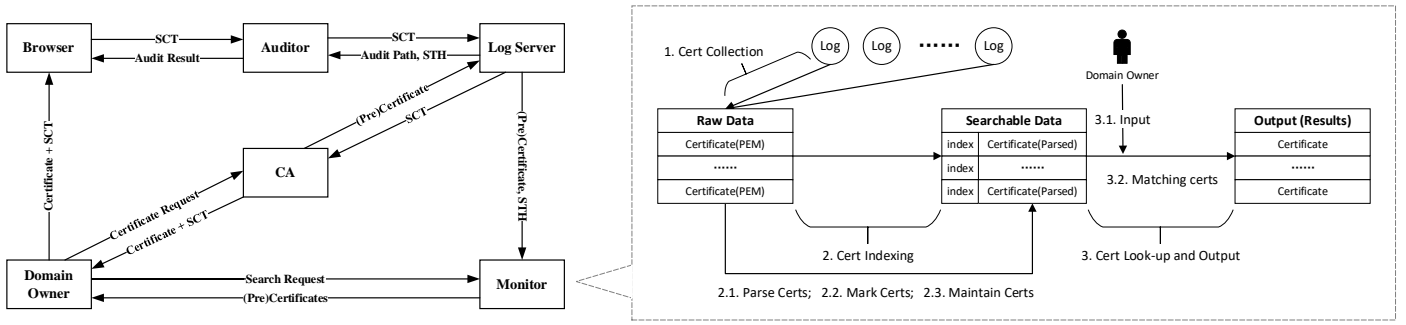 Browser
SCT
Audit Result
Auditor
SCT
Audit Path, STH
Log Server
(Pre)Certificate
SCT
(Pre)Certificate, STH
Certificate + SCT
CA
Certificate Request
Certificate + SCT
Domain
Owner
Search Request
(Pre)Certificates
Monitor
1. Cert Collection
Log
Log
······
Log
Domain Owner
Raw Data
Certificate(PEM)
······
Certificate(PEM)
Searchable Data
index Certificate(Parsed)
index ······
index Certificate(Parsed)
3.1. Input
3.2. Matching certs
Output (Results)
Certificate
······
Certificate
2. Cert Indexing
3. Cert Look-up and Output
2.1. Parse Certs; 2.2. Mark Certs; 2.3. Maintain Certs